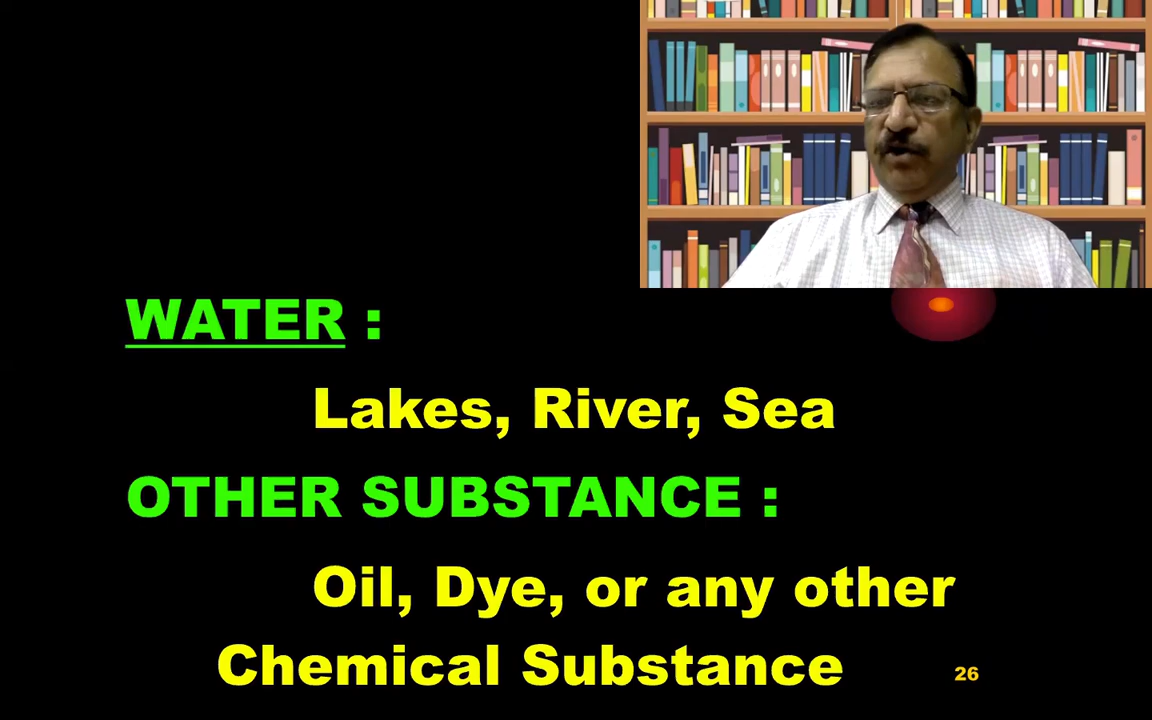 WATER :
Lakes, River, Sea
OTHER SUBSTANCE :
Oil, Dye, or any other
Chemical Substance
26